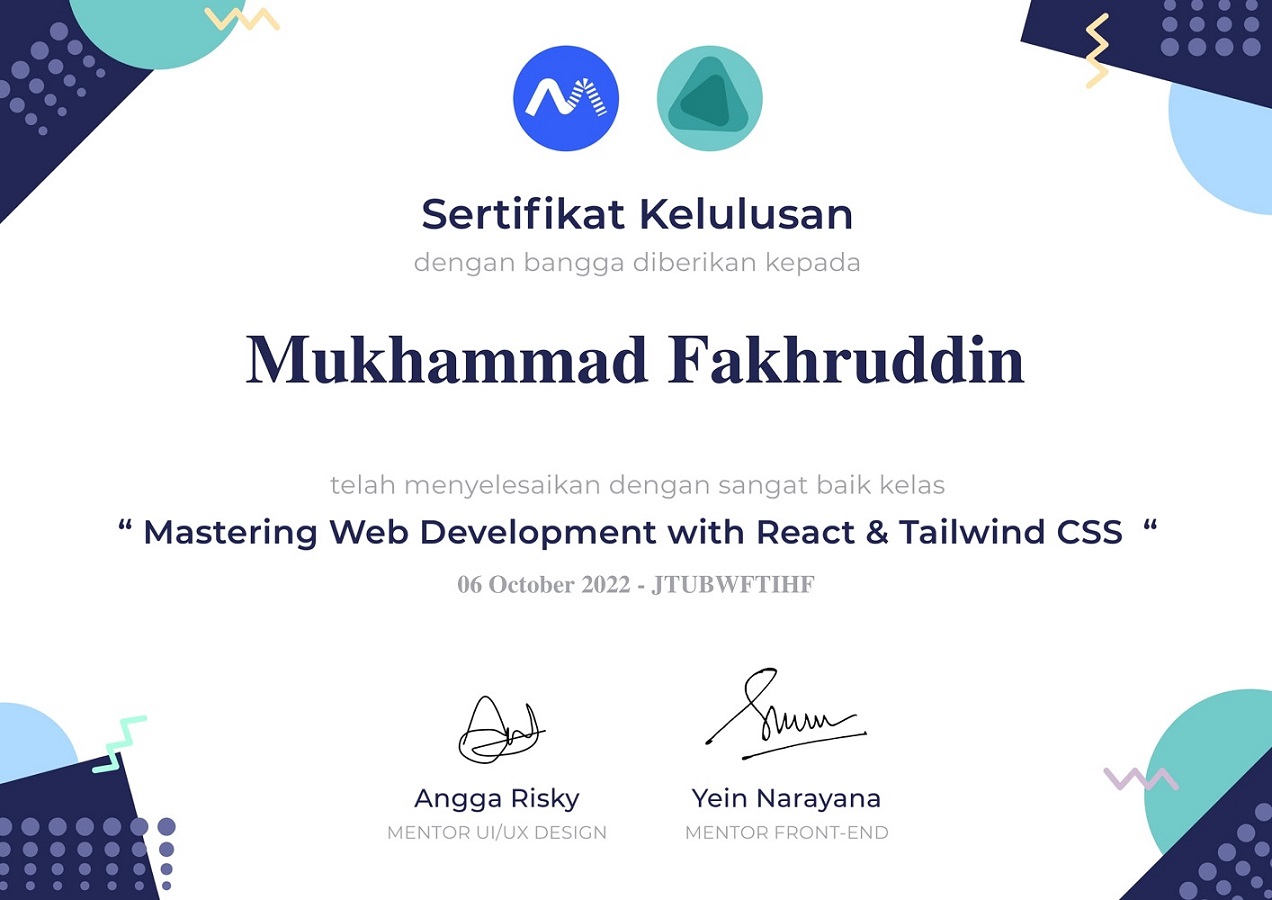 Sertifikat Kelulusan
dengan bangga diberikan kepada
Mukhammad Fakhruddin
telah menyelesaikan dengan sangat baik kelas
“ Mastering Web Development with React & Tailwind CSS “
06 October 2022 - JTUBWFTIHF
Angga Risky Yein Narayana
MENTOR UI/UX DESIGN MENTOR FRONT-END